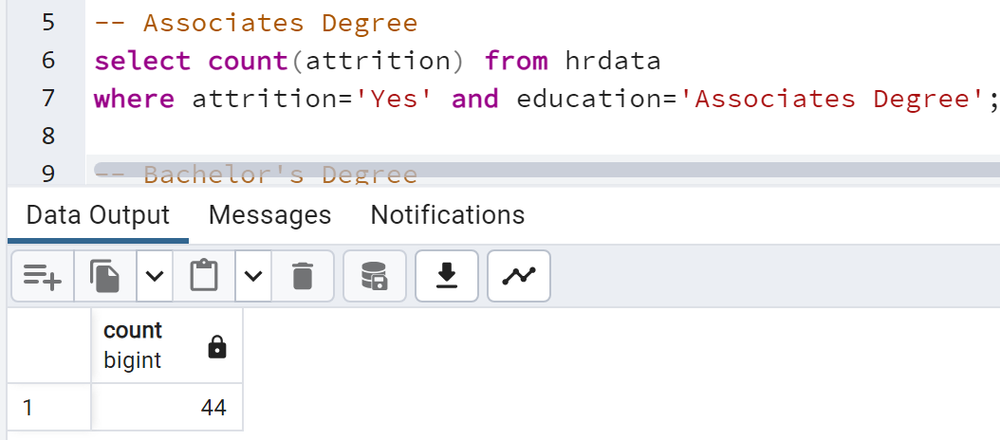 5 -- Associates Degree
6 select count(attrition) from hrdata
7 where attrition='Yes' and education='Associates Degree';
8
9 -- Bachelor's Degree
Data Output Messages Notifications
count
bigint
1 44